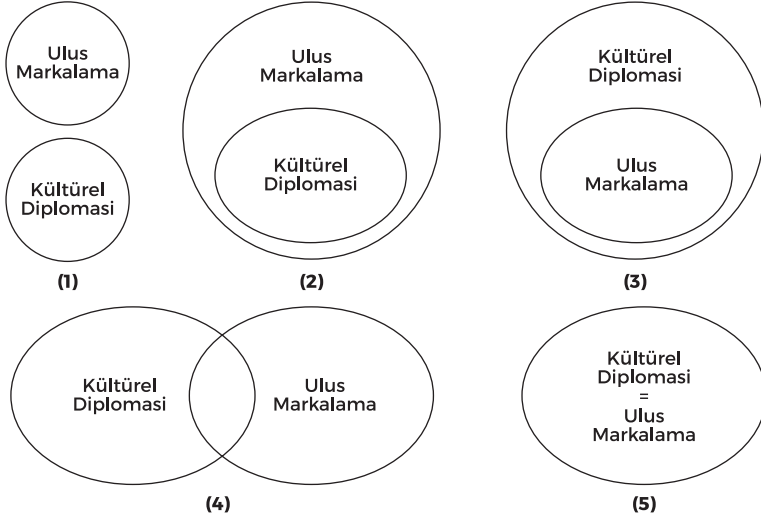 Ulus
Markalama
Kültürel
Diplomasi
(1)
Ulus
Markalama
Kültürel
Diplomasi
(2)
Kültürel
Diplomasi
Ulus
Markalama
(3)
Kültürel
Diplomasi
Ulus
Markalama
(4)
Kültürel
Diplomasi
=
Ulus
Markalama
(5)